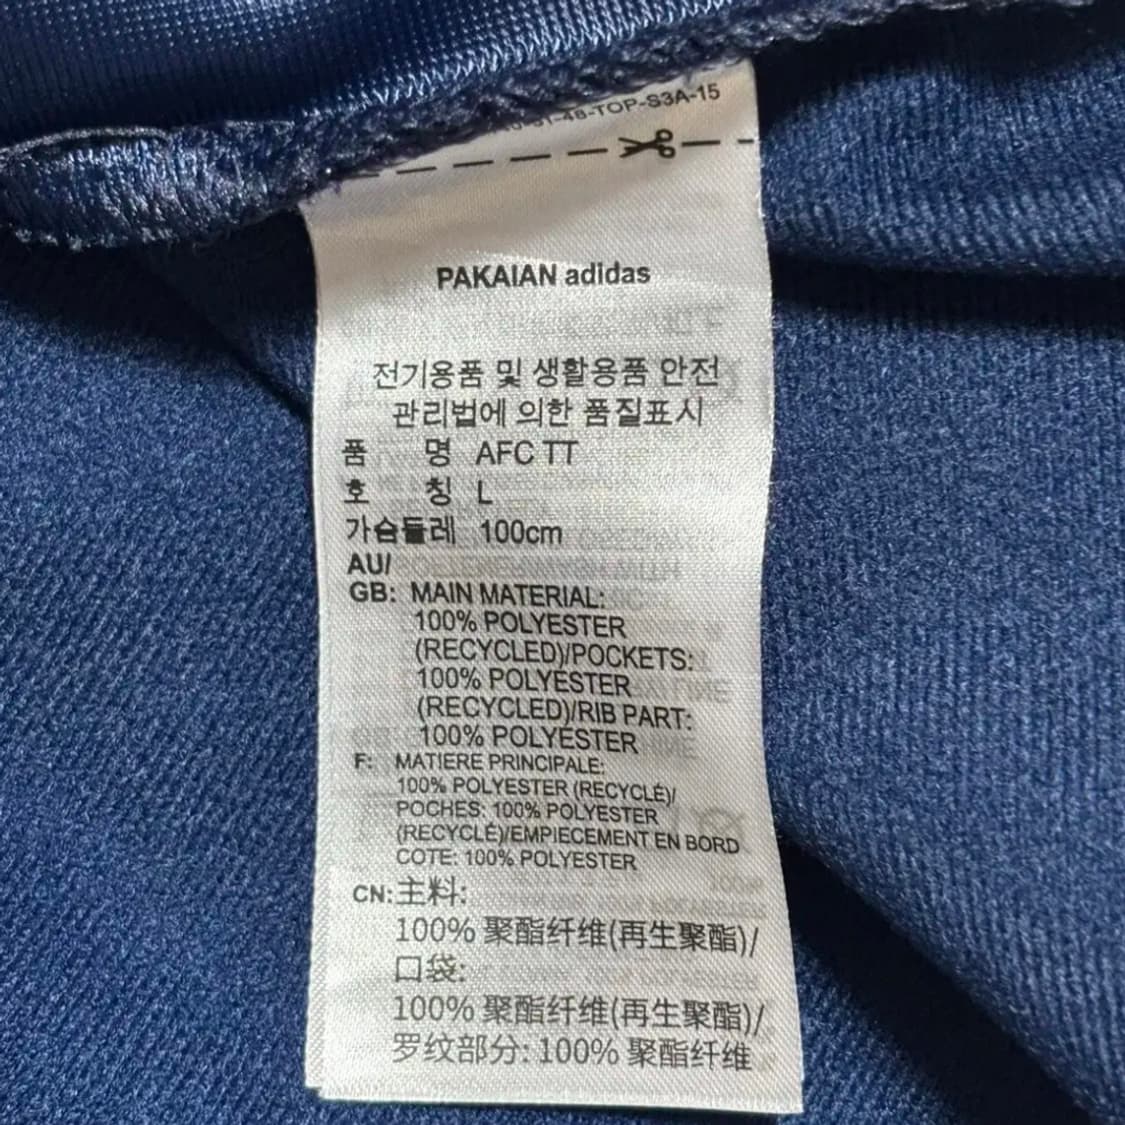 48-TOP-S3A-15
PAKAIAN adidas
전기용품 및 생활용품 안전
관리법에 의한 품질표시
품 명 AFC TT
호 칭 L
가슴둘레 100cm
AU/
GB: MAIN MATERIAL:
100% POLYESTER
(RECYCLED)/POCKETS:
100% POLYESTER
(RECYCLED)/RIB PART:
100% POLYESTER
F: MATIERE PRINCIPALE:
100% POLYESTER (RECYCLÉ)/
POCHES: 100% POLYESTER
(RECYCLÉ)/EMPIECEMENT EN BORD
COTE: 100% POLYESTER
CN: 主料:
100% 聚酯纤维(再生聚酯)/
口袋:
100% 聚酯纤维(再生聚酯)/
罗纹部分: 100% 聚酯纤维